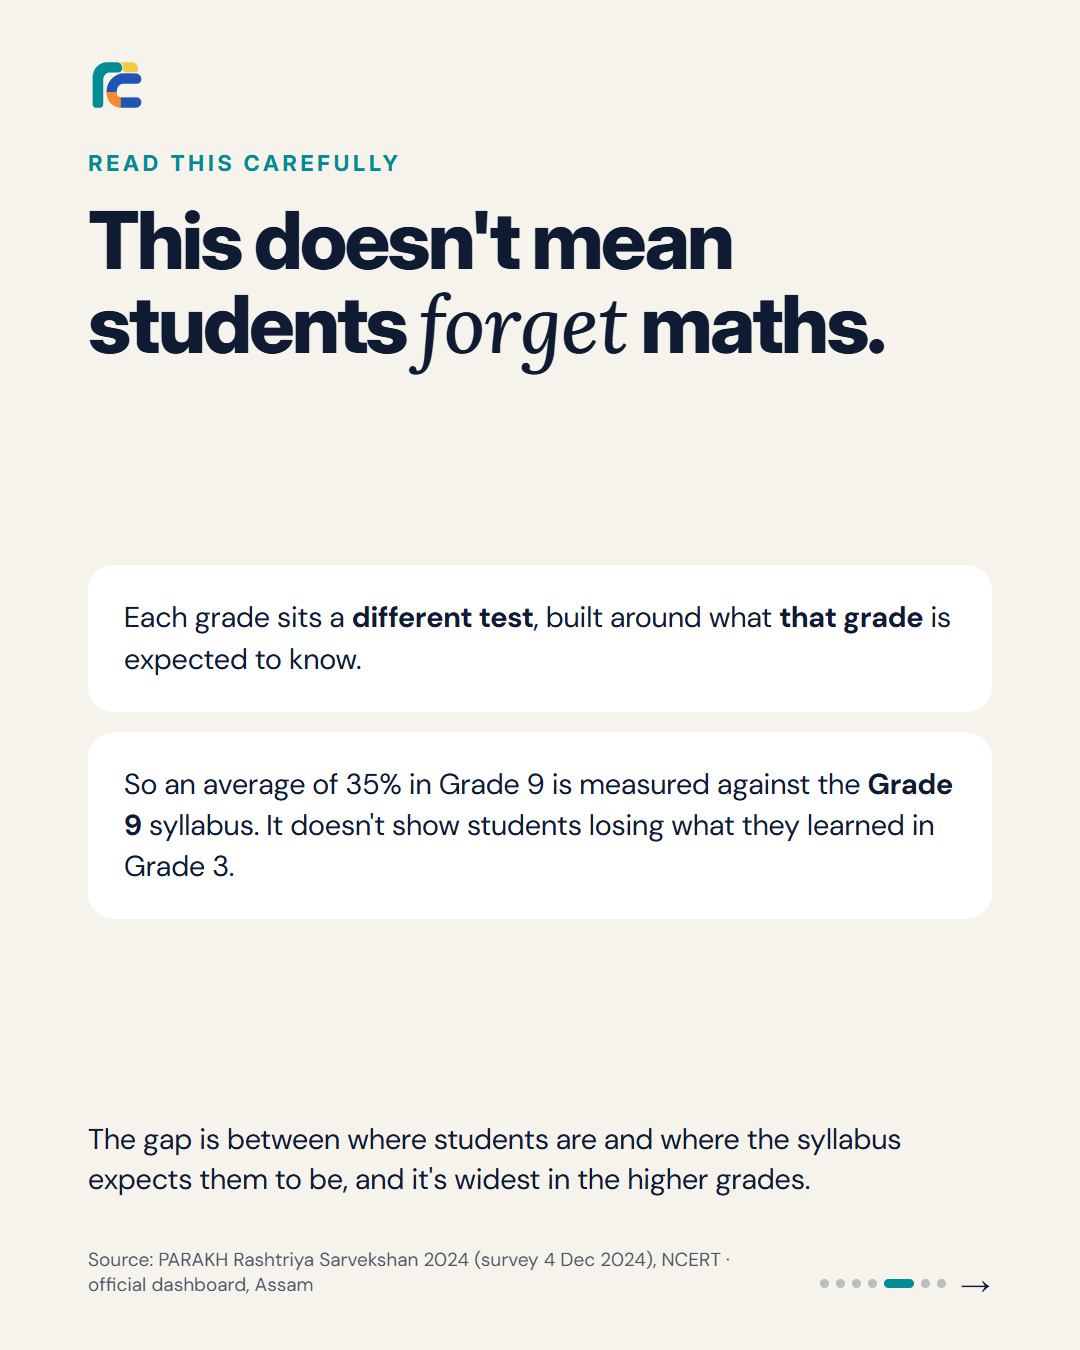 READ THIS CAREFULLY
This doesn't mean
students forget maths.
Each grade sits a different test, built around what that grade is
expected to know.
So an average of 35% in Grade 9 is measured against the Grade
9 syllabus. It doesn't show students losing what they learned in
Grade 3.
The gap is between where students are and where the syllabus
expects them to be, and it's widest in the higher grades.
Source: PARAKH Rashtriya Sarvekshan 2024 (survey 4 Dec 2024), NCERT ·
official dashboard, Assam